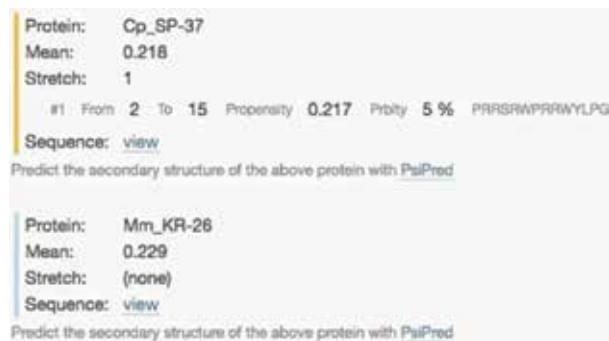 Protein: Cp_SP-37
Mean: 0.218
Stretch: 1
#1 From 2 To 15 Propensity 0.217 Prblty 5 % PRRSRWPRRWYLPG
Sequence: view
Predict the secondary structure of the above protein with PsiPred
Protein: Mm_KR-26
Mean: 0.229
Stretch: (none)
Sequence: view
Predict the secondary structure of the above protein with PsiPred